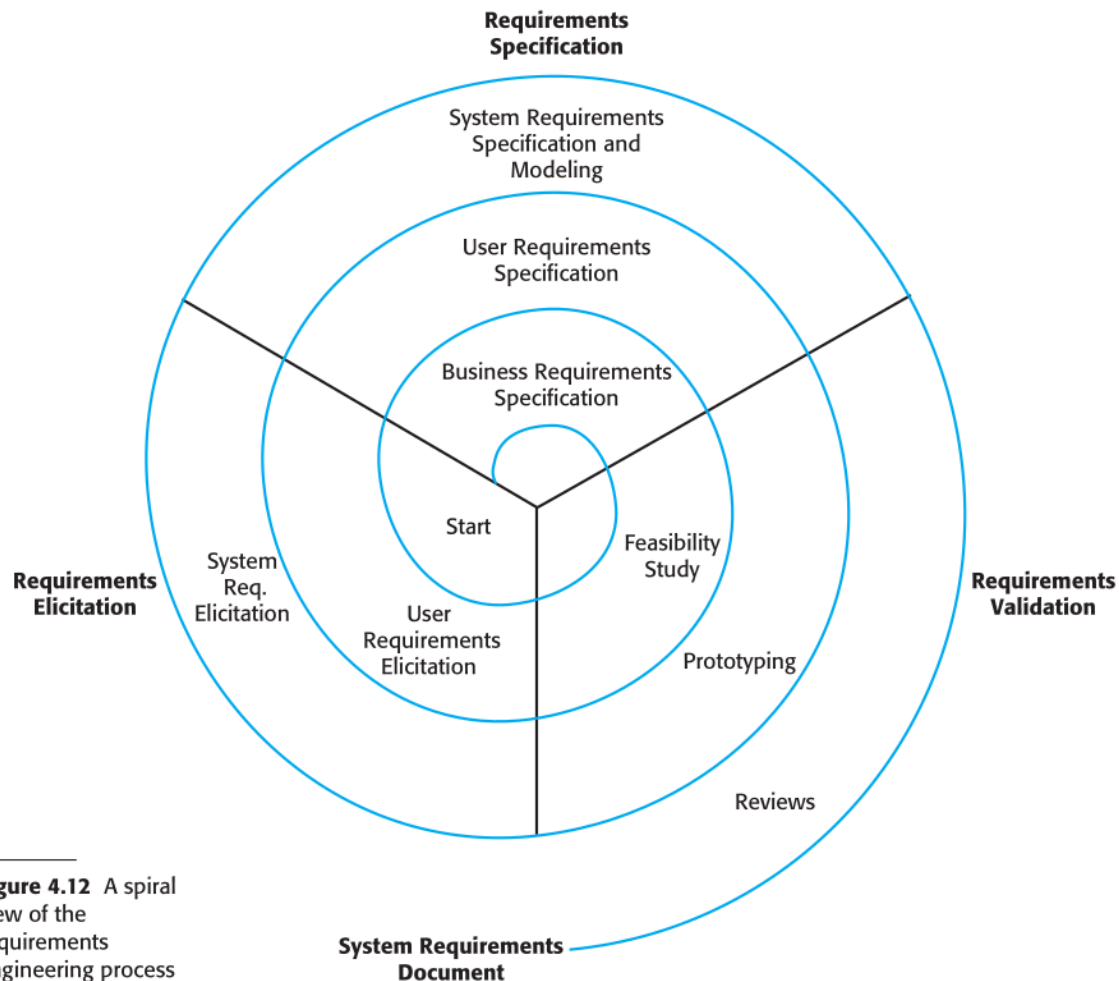 Requirements
Specification
System Requirements
Specification and
Modeling
User Requirements
Specification
Business Requirements
Specification
Start
Feasibility
Study
System
Req.
Elicitation
Requirements
Elicitation
Requirements
Validation
User
Requirements
Elicitation
Prototyping
Reviews
gure 4.12 A spiral
ew of the
quirements
ngineering process
System Requirements
Document